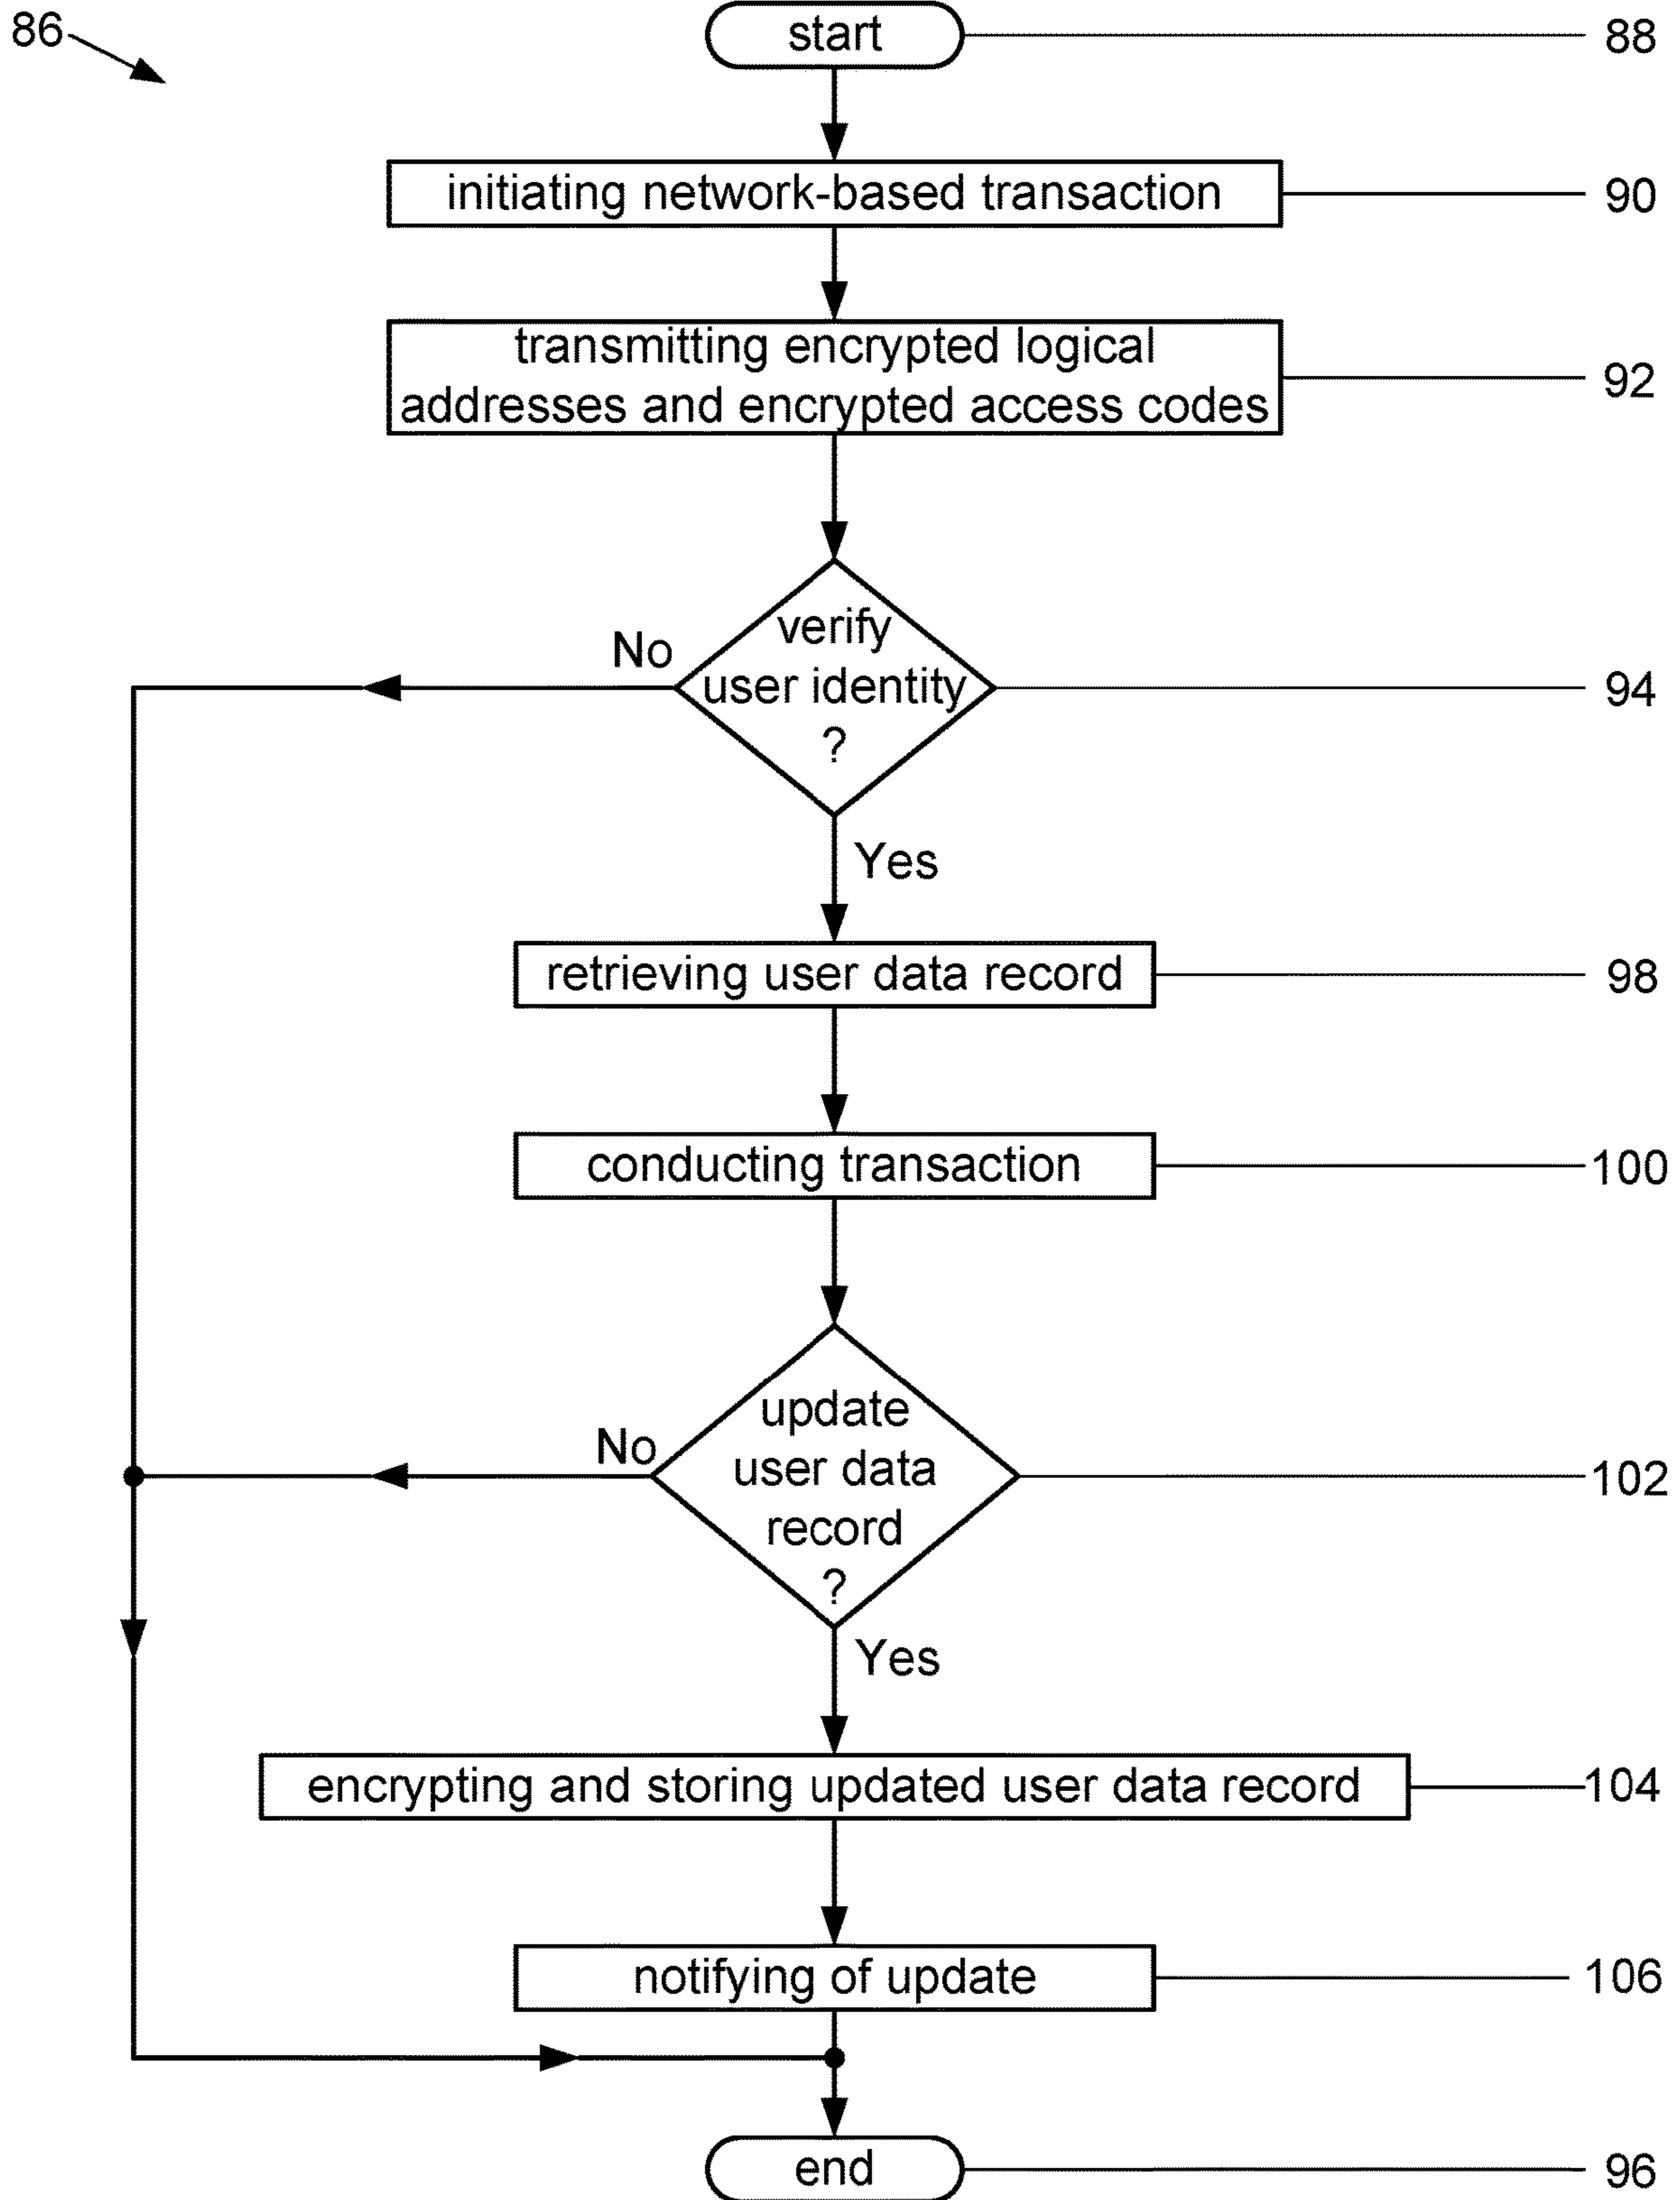 86
start
88
initiating network-based transaction
90
transmitting encrypted logical
addresses and encrypted access codes
92
verify
user identity
?
No
94
Yes
retrieving user data record
98
conducting transaction
100
update
user data
record
?
No
102
Yes
encrypting and storing updated user data record
104
notifying of update
106
end
96